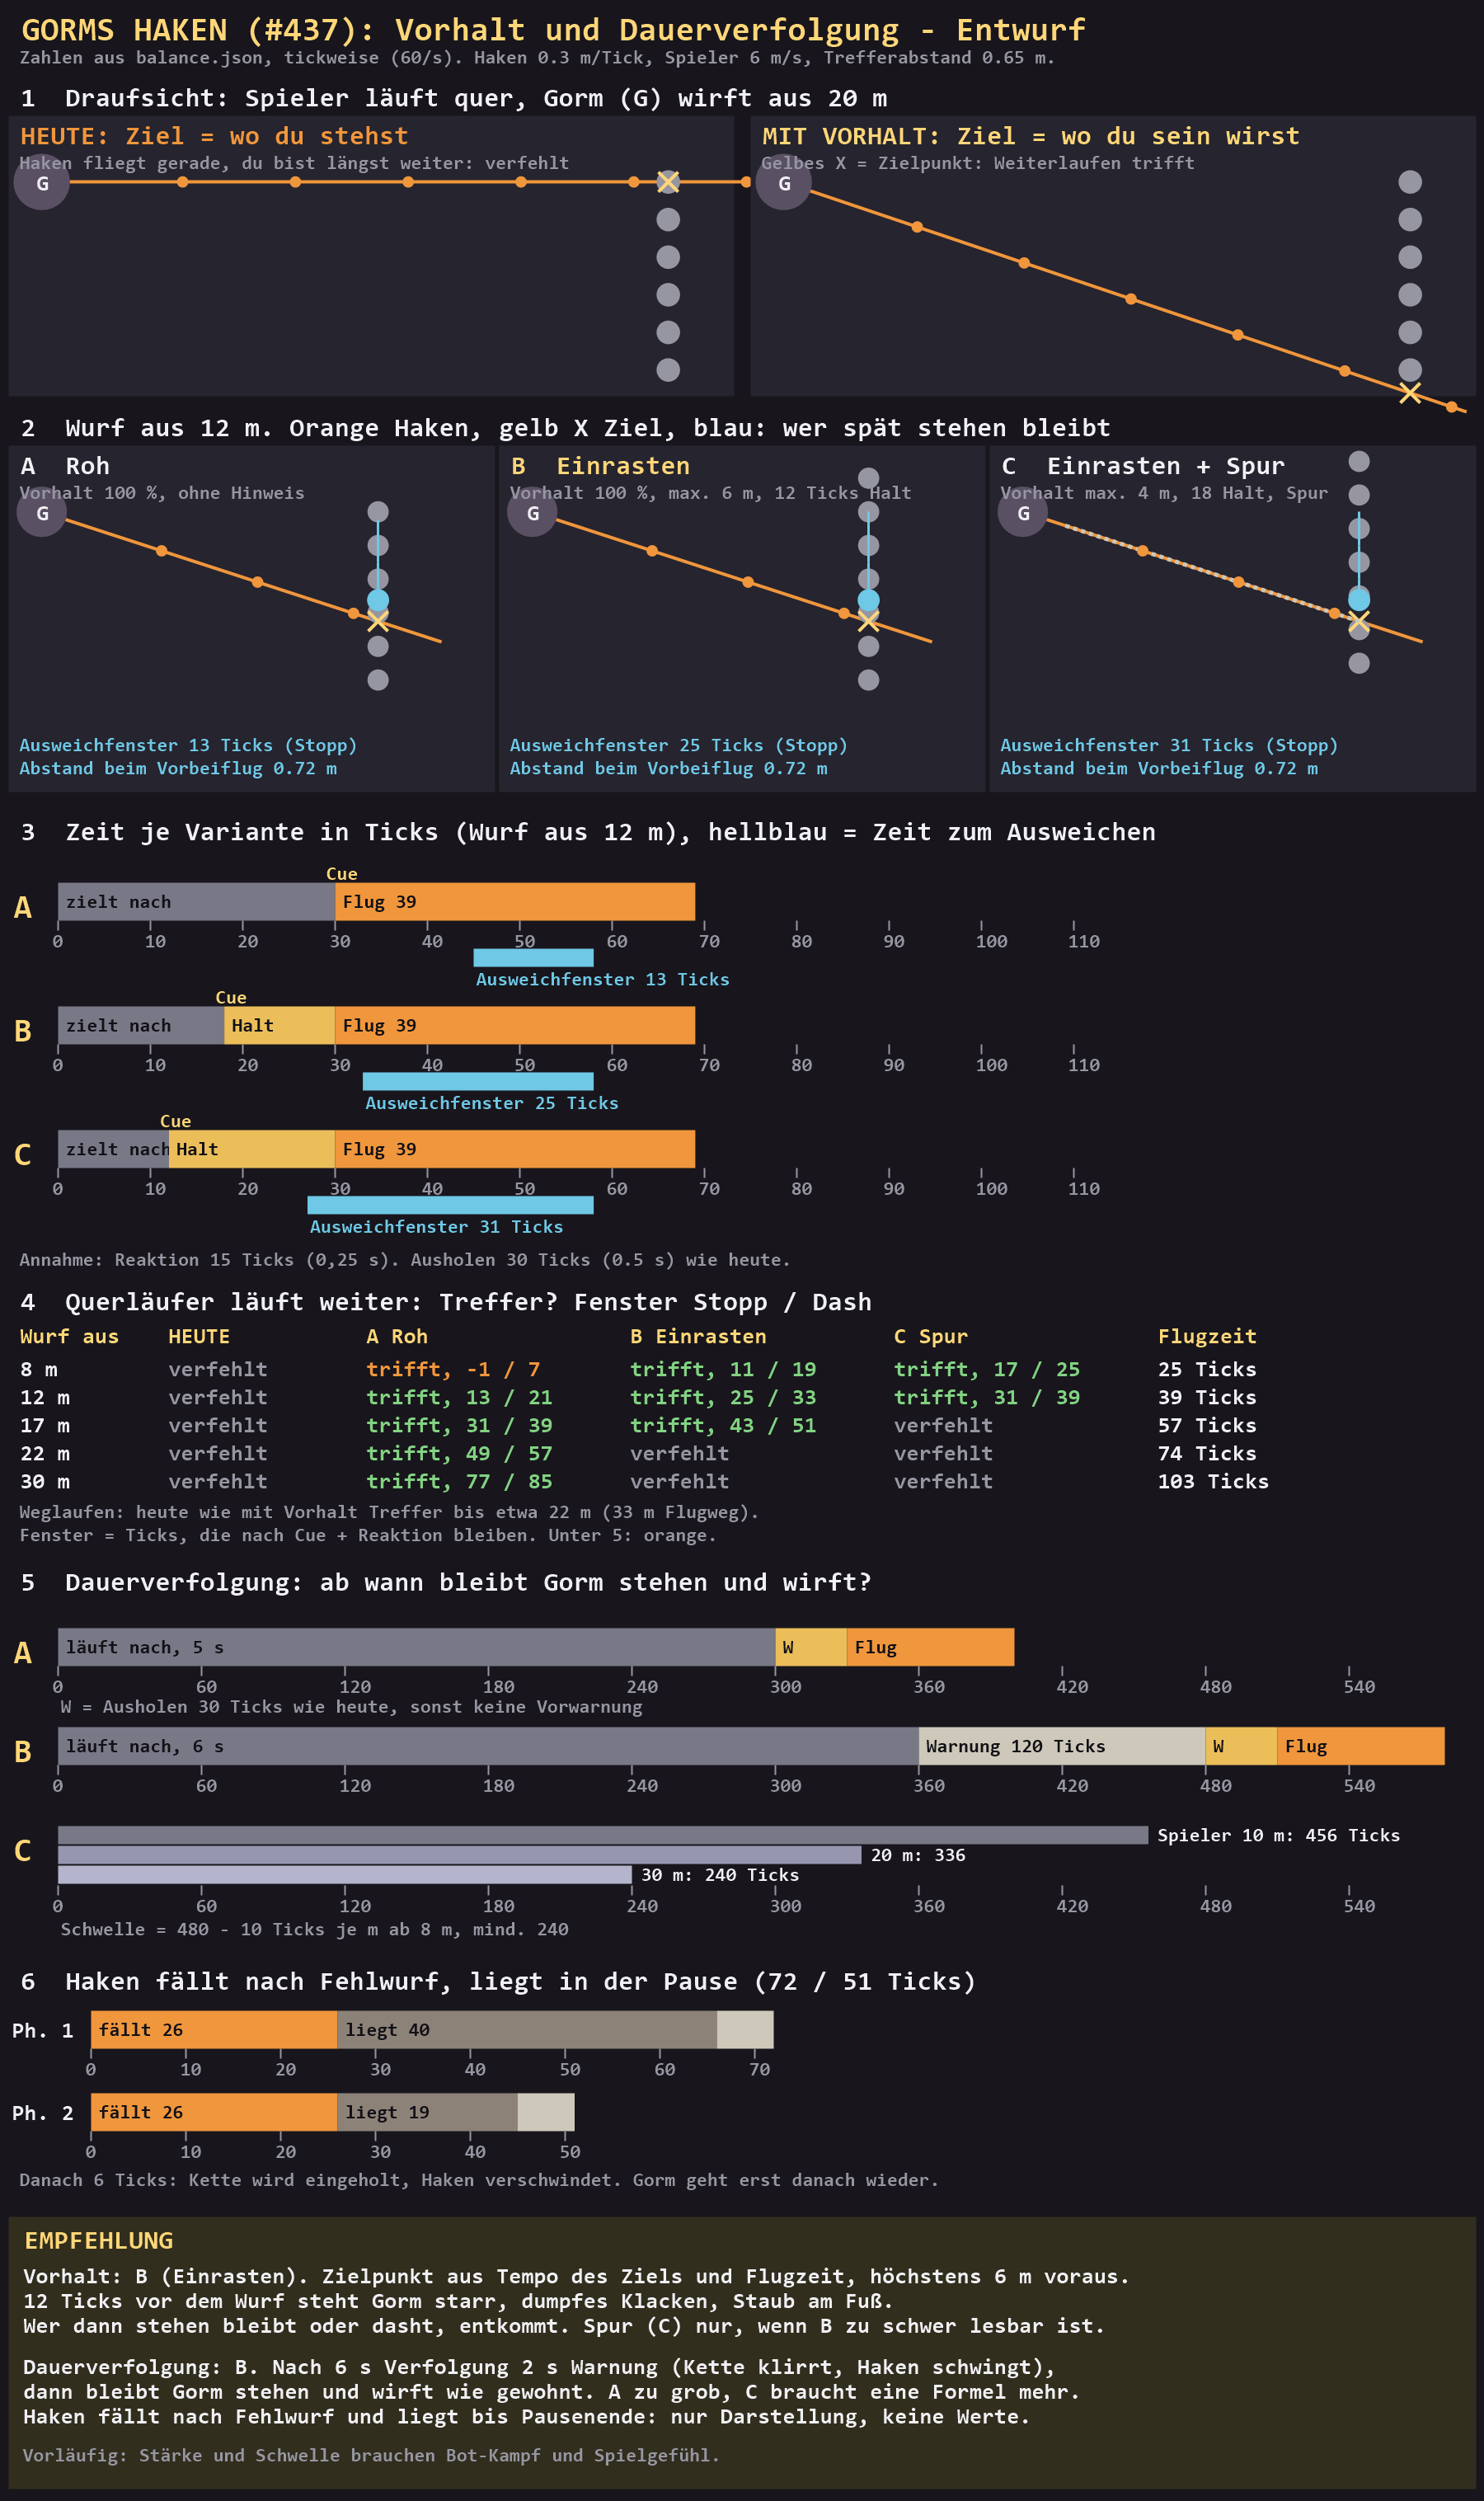 GORMS HAKEN (#437): Vorhalt und Dauerverfolgung - Entwurf
Zahlen aus balance.json, tickweise (60/s). Haken 0.3 m/Tick, Spieler 6 m/s, Trefferabstand 0.65 m.
1 Draufsicht: Spieler läuft quer, Gorm (G) wirft aus 20 m
HEUTE: Ziel = wo du stehst
Haken fliegt gerade, du bist längst weiter: verfehlt
G
MIT VORHALT: Ziel = wo du sein wirst
Gelbes X = Zielpunkt: Weiterlaufen trifft
G
2 Wurf aus 12 m. Orange Haken, gelb X Ziel, blau: wer spät stehen bleibt
A Roh
Vorhalt 100 %, ohne Hinweis
G
Ausweichfenster 13 Ticks (Stopp)
Abstand beim Vorbeiflug 0.72 m
B Einrasten
Vorhalt 100 %, max. 6 m, 12 Ticks Halt
G
Ausweichfenster 25 Ticks (Stopp)
Abstand beim Vorbeiflug 0.72 m
C Einrasten + Spur
Vorhalt max. 4 m, 18 Halt, Spur
G
Ausweichfenster 31 Ticks (Stopp)
Abstand beim Vorbeiflug 0.72 m
3 Zeit je Variante in Ticks (Wurf aus 12 m), hellblau = Zeit zum Ausweichen
Cue
A zielt nach Flug 39
0 10 20 30 40 50 60 70 80 90 100 110
Ausweichfenster 13 Ticks
Cue
B zielt nach Halt Flug 39
0 10 20 30 40 50 60 70 80 90 100 110
Ausweichfenster 25 Ticks
Cue
C zielt nach Halt Flug 39
0 10 20 30 40 50 60 70 80 90 100 110
Ausweichfenster 31 Ticks
Annahme: Reaktion 15 Ticks (0,25 s). Ausholen 30 Ticks (0.5 s) wie heute.
4 Querläufer läuft weiter: Treffer? Fenster Stopp / Dash
Wurf aus HEUTE A Roh B Einrasten C Spur Flugzeit
8 m verfehlt trifft, -1 / 7 trifft, 11 / 19 trifft, 17 / 25 25 Ticks
12 m verfehlt trifft, 13 / 21 trifft, 25 / 33 trifft, 31 / 39 39 Ticks
17 m verfehlt trifft, 31 / 39 trifft, 43 / 51 verfehlt 57 Ticks
22 m verfehlt trifft, 49 / 57 verfehlt verfehlt 74 Ticks
30 m verfehlt trifft, 77 / 85 verfehlt verfehlt 103 Ticks
Weglaufen: heute wie mit Vorhalt Treffer bis etwa 22 m (33 m Flugweg).
Fenster = Ticks, die nach Cue + Reaktion bleiben. Unter 5: orange.
5 Dauerverfolgung: ab wann bleibt Gorm stehen und wirft?
A läuft nach, 5 s W Flug
0 60 120 180 240 300 360 420 480 540
W = Ausholen 30 Ticks wie heute, sonst keine Vorwarnung
B läuft nach, 6 s Warnung 120 Ticks W Flug
0 60 120 180 240 300 360 420 480 540
C
Spieler 10 m: 456 Ticks
20 m: 336
30 m: 240 Ticks
0 60 120 180 240 300 360 420 480 540
Schwelle = 480 - 10 Ticks je m ab 8 m, mind. 240
6 Haken fällt nach Fehlwurf, liegt in der Pause (72 / 51 Ticks)
Ph. 1 fällt 26 liegt 40
0 10 20 30 40 50 60 70
Ph. 2 fällt 26 liegt 19
0 10 20 30 40 50
Danach 6 Ticks: Kette wird eingeholt, Haken verschwindet. Gorm geht erst danach wieder.
EMPFEHLUNG
Vorhalt: B (Einrasten). Zielpunkt aus Tempo des Ziels und Flugzeit, höchstens 6 m voraus.
12 Ticks vor dem Wurf steht Gorm starr, dumpfes Klacken, Staub am Fuß.
Wer dann stehen bleibt oder dasht, entkommt. Spur (C) nur, wenn B zu schwer lesbar ist.
Dauerverfolgung: B. Nach 6 s Verfolgung 2 s Warnung (Kette klirrt, Haken schwingt),
dann bleibt Gorm stehen und wirft wie gewohnt. A zu grob, C braucht eine Formel mehr.
Haken fällt nach Fehlwurf und liegt bis Pausenende: nur Darstellung, keine Werte.
Vorläufig: Stärke und Schwelle brauchen Bot-Kampf und Spielgefühl.